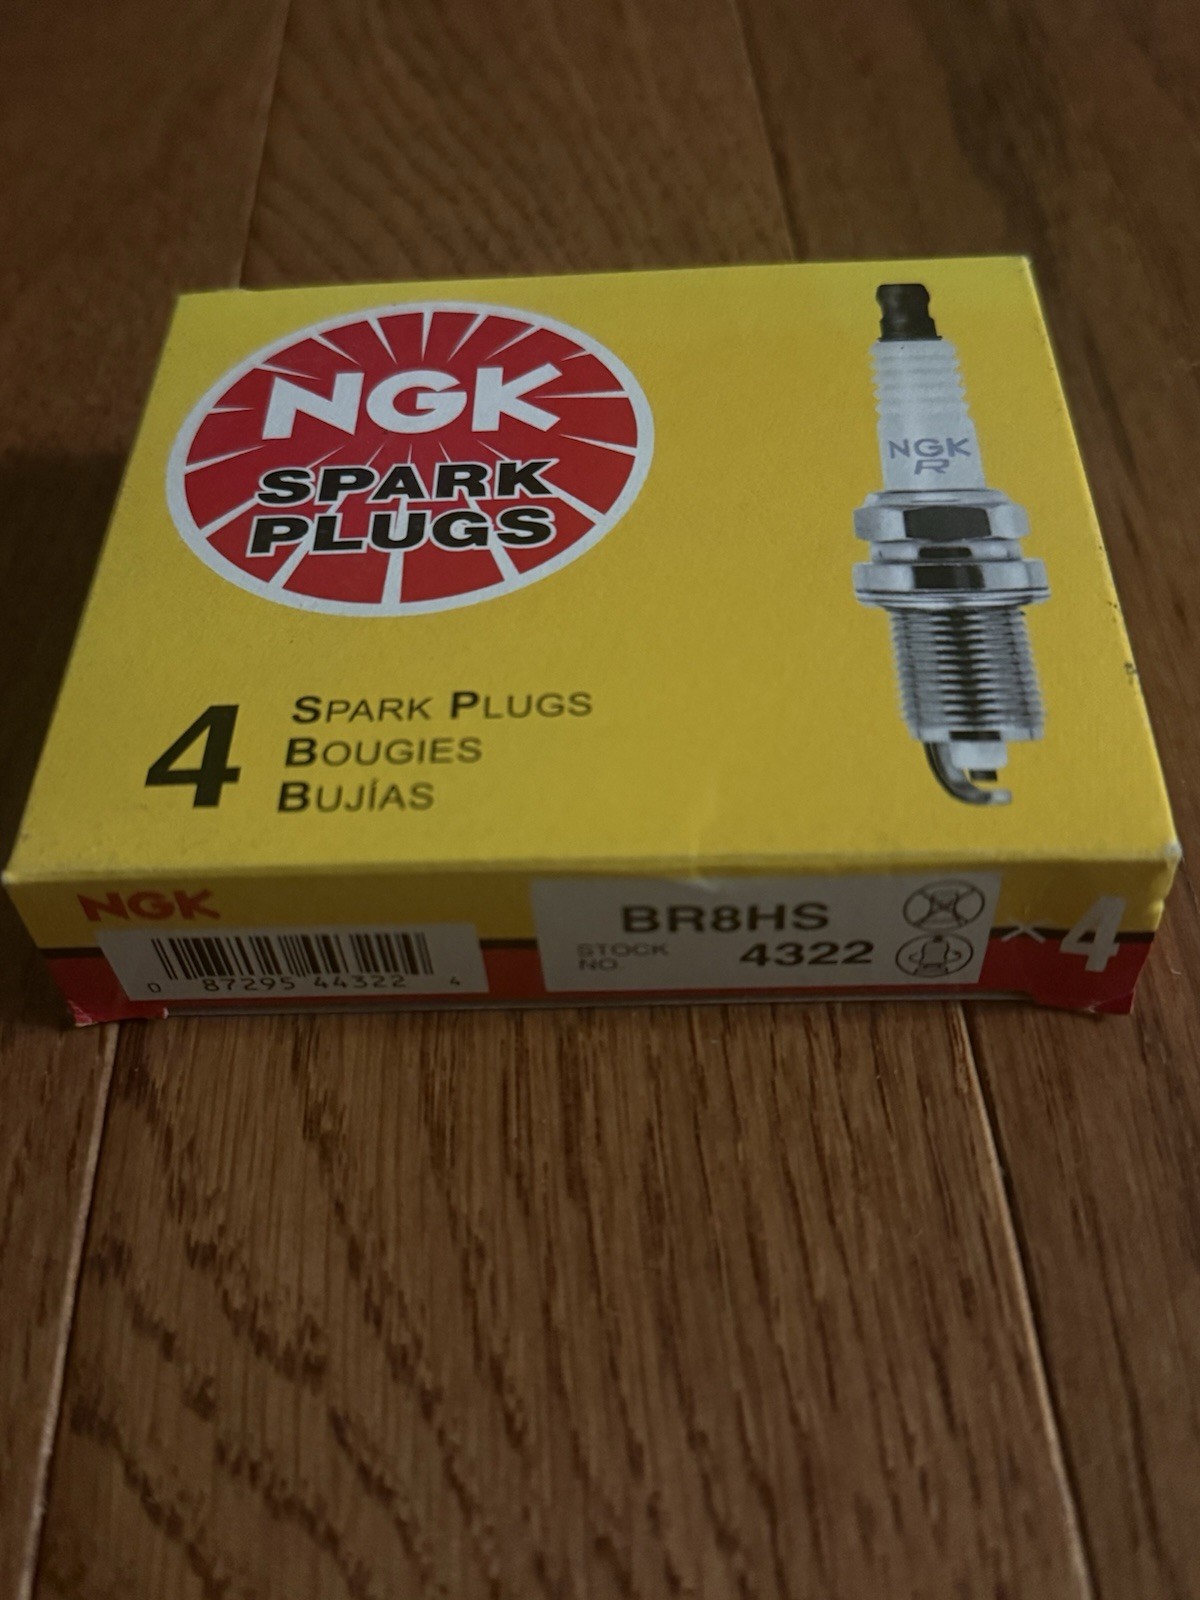 NGK
SPARK
PLUGS
NGK
R
4 SPARK PLUGS
BOUGIES
BUJÍAS
NGK
0 87295 44322 4
BR8HS
STOCK NO. 4322
×4